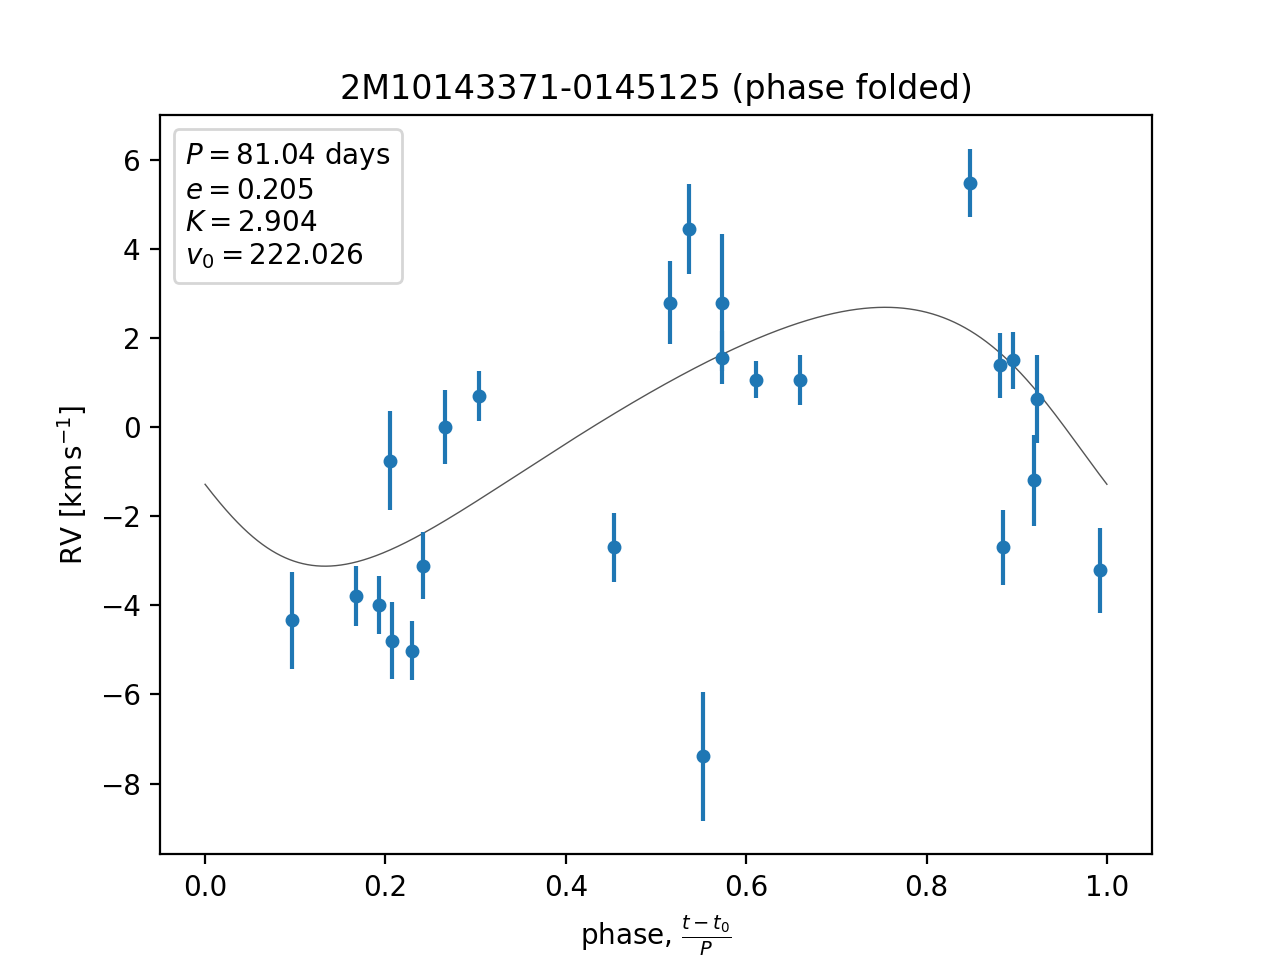 2M10143371-0145125 (phase folded)
P = 81.04 days
e = 0.205
K = 2.904
v₀ = 222.026
6
4
2
0
−2
−4
−6
−8
RV [km s⁻¹]
0.0 0.2 0.4 0.6 0.8 1.0
phase, (t − t₀)/P